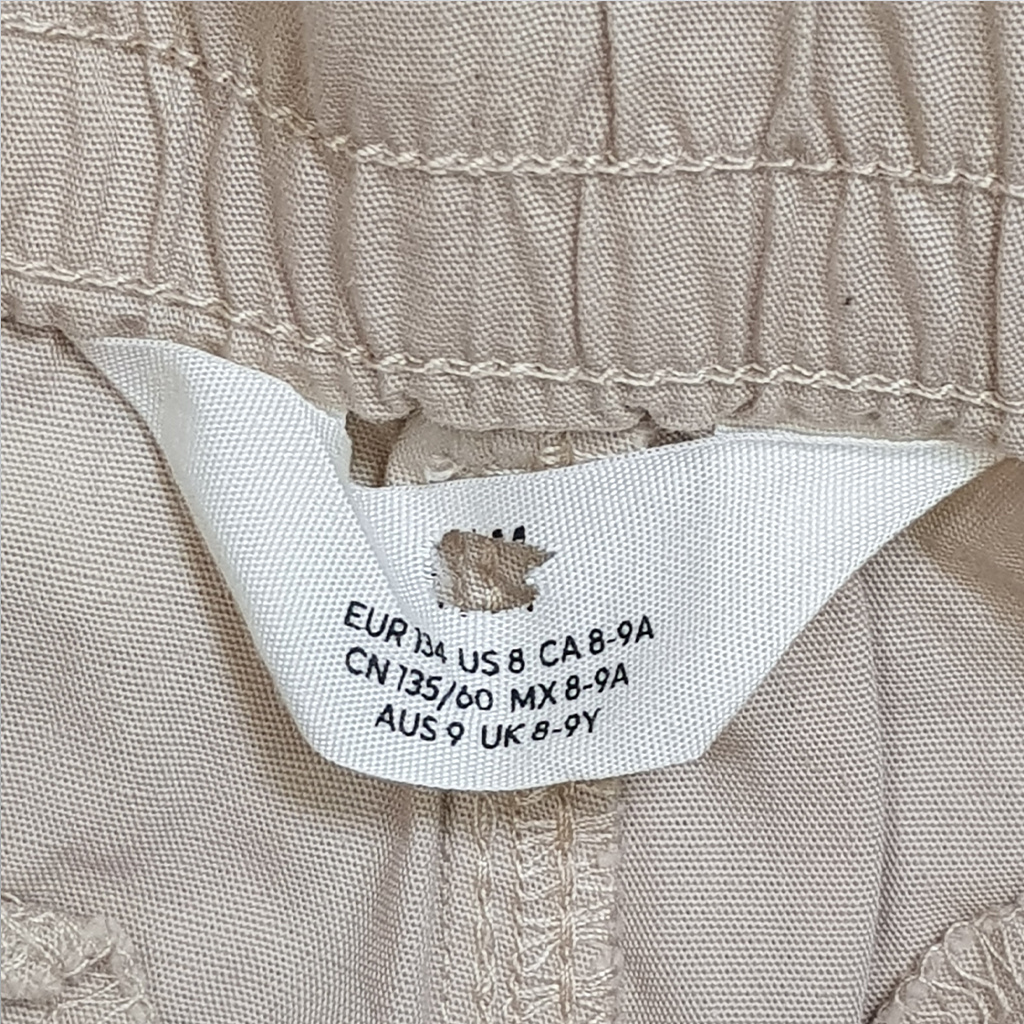 EUR 134 US 8 CA 8-9A
CN 135/60 MX 8-9A
AUS 9 UK 8-9Y